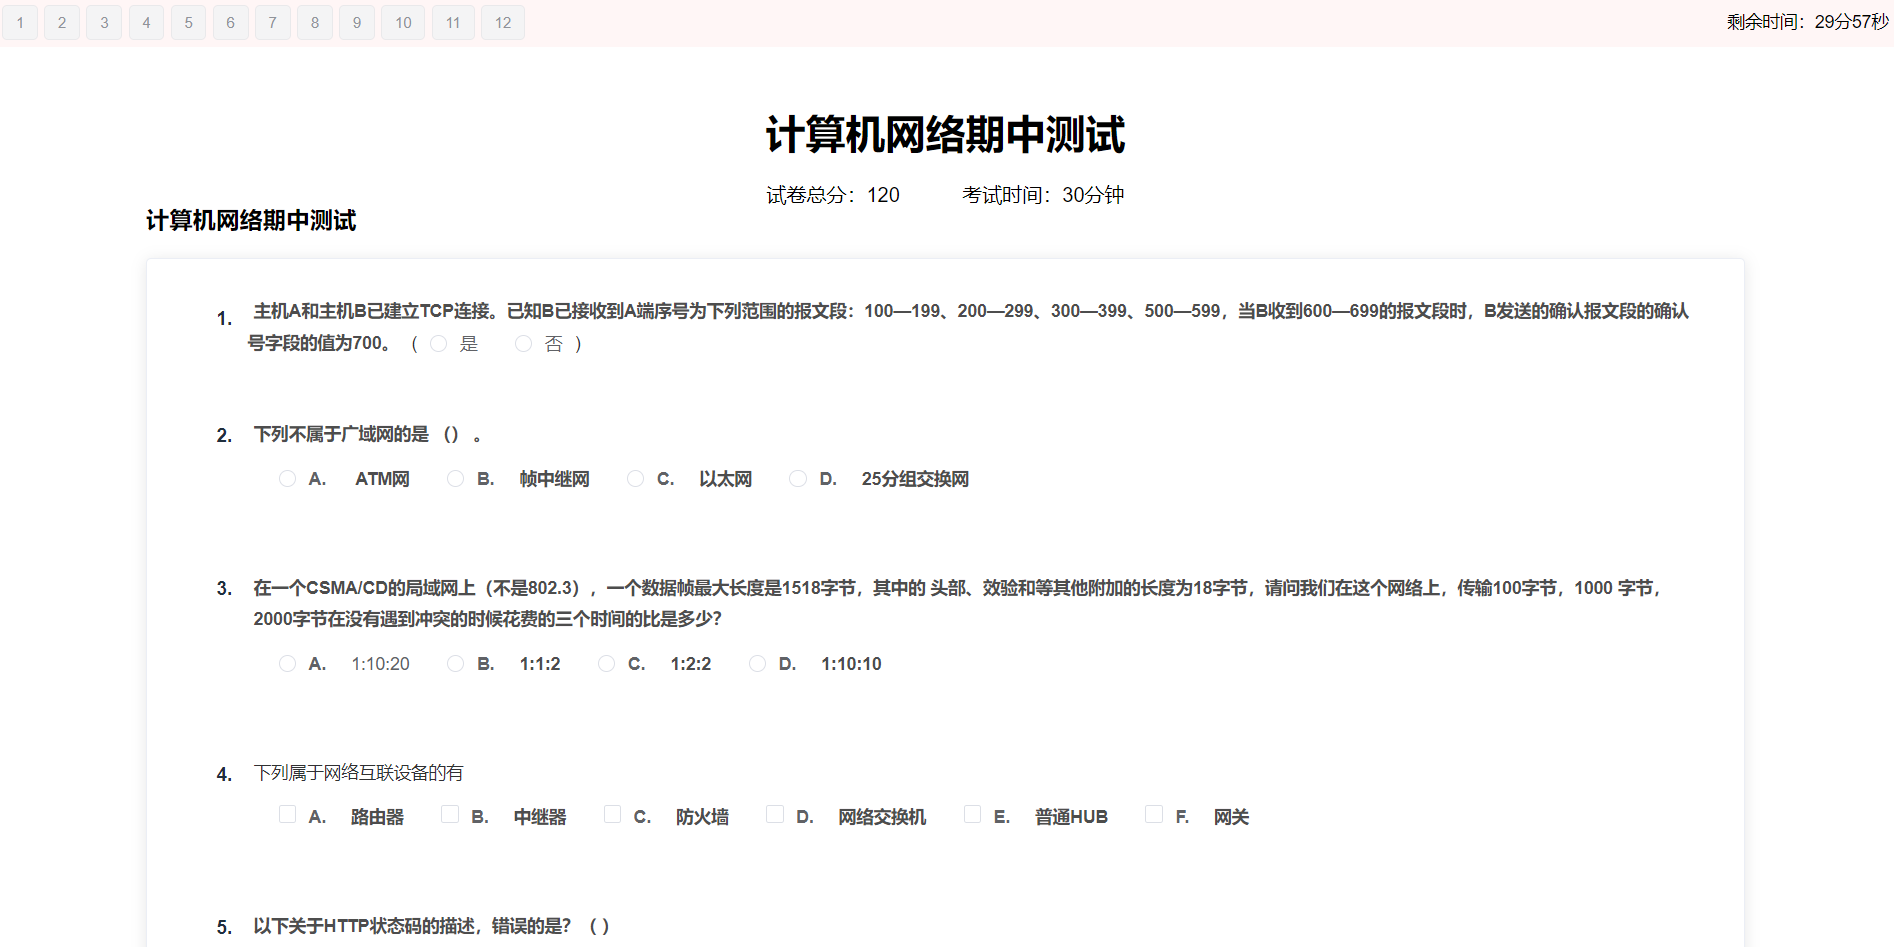 1 2 3 4 5 6 7 8 9 10 11 12 剩余时间：29分57秒
计算机网络期中测试
试卷总分：120 考试时间：30分钟
计算机网络期中测试
1. 主机A和主机B已建立TCP连接。已知B已接收到A端序号为下列范围的报文段：100—199、200—299、300—399、500—599，当B收到600—699的报文段时，B发送的确认报文段的确认
号字段的值为700。 ( 是 否 )
2. 下列不属于广域网的是 （）。
A. ATM网 B. 帧中继网 C. 以太网 D. 25分组交换网
3. 在一个CSMA/CD的局域网上（不是802.3），一个数据帧最大长度是1518字节，其中的 头部、效验和等其他附加的长度为18字节，请问我们在这个网络上，传输100字节，1000 字节，
2000字节在没有遇到冲突的时候花费的三个时间的比是多少？
A. 1:10:20 B. 1:1:2 C. 1:2:2 D. 1:10:10
4. 下列属于网络互联设备的有
A. 路由器 B. 中继器 C. 防火墙 D. 网络交换机 E. 普通HUB F. 网关
5. 以下关于HTTP状态码的描述，错误的是？（ ）